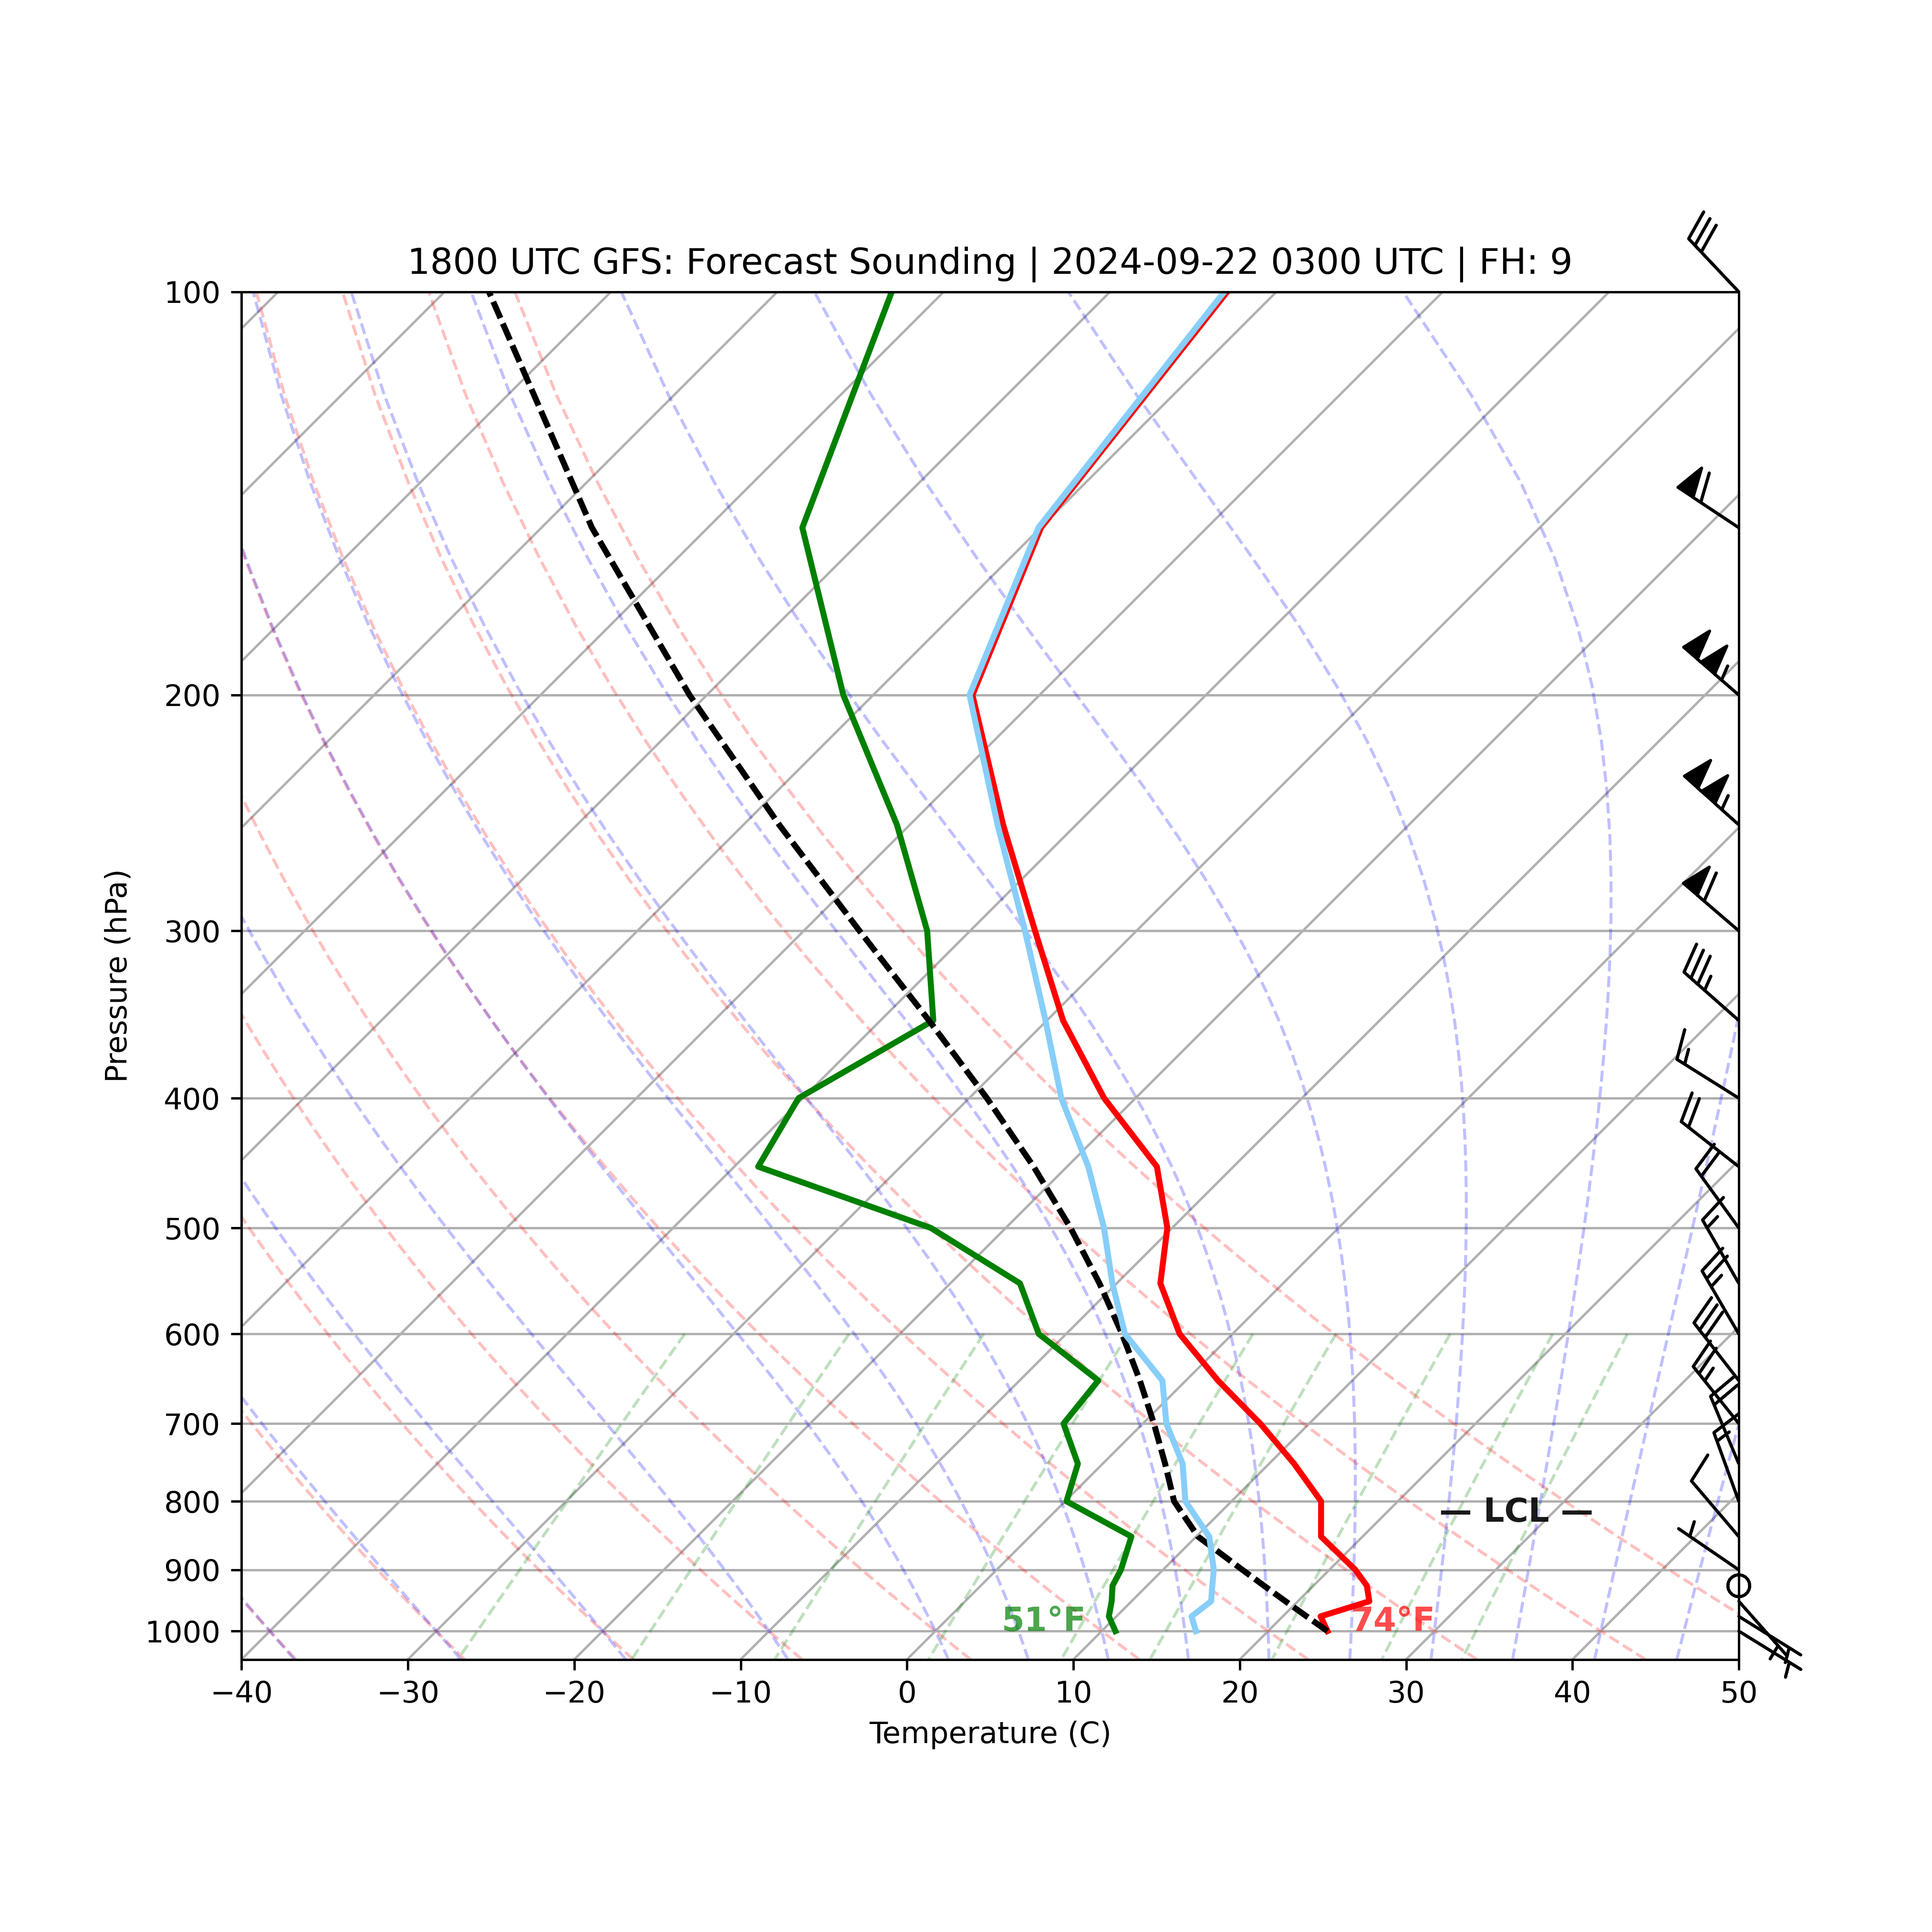 1800 UTC GFS: Forecast Sounding | 2024-09-22 0300 UTC | FH: 9
100
200
300
400
500
600
700
800
900
1000
Pressure (hPa)
— LCL —
51°F
74°F
−40 −30 −20 −10 0 10 20 30 40 50
Temperature (C)